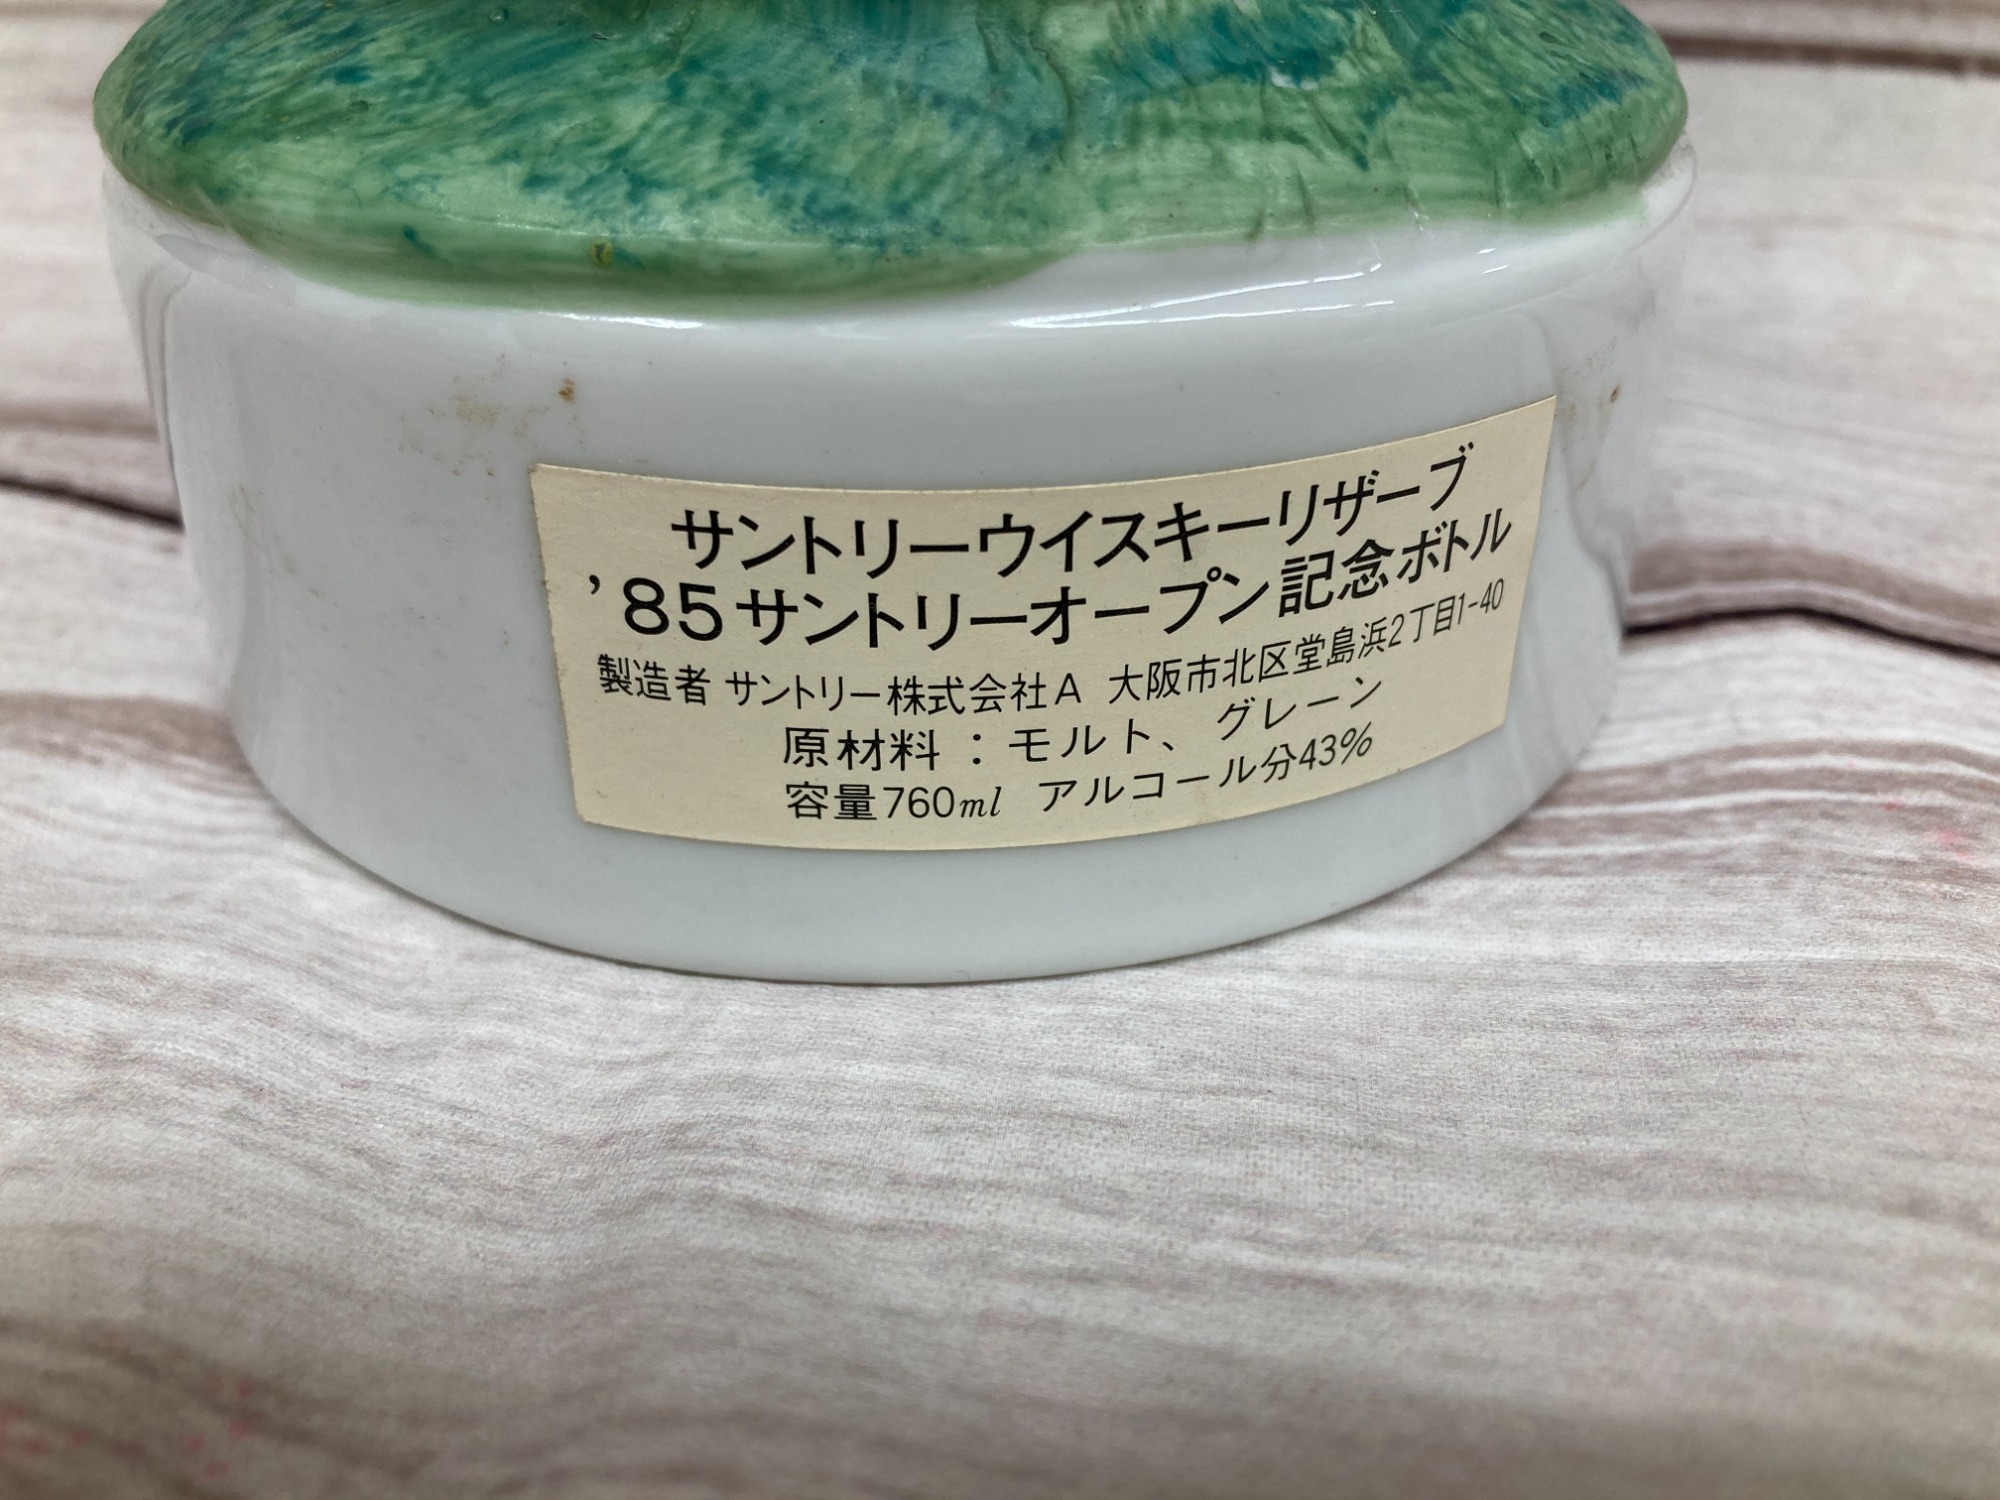 サントリーウイスキーリザーブ
’85サントリーオープン記念ボトル
製造者 サントリー株式会社A 大阪市北区堂島浜2丁目1-40
原材料：モルト、グレーン
容量760ml アルコール分43%